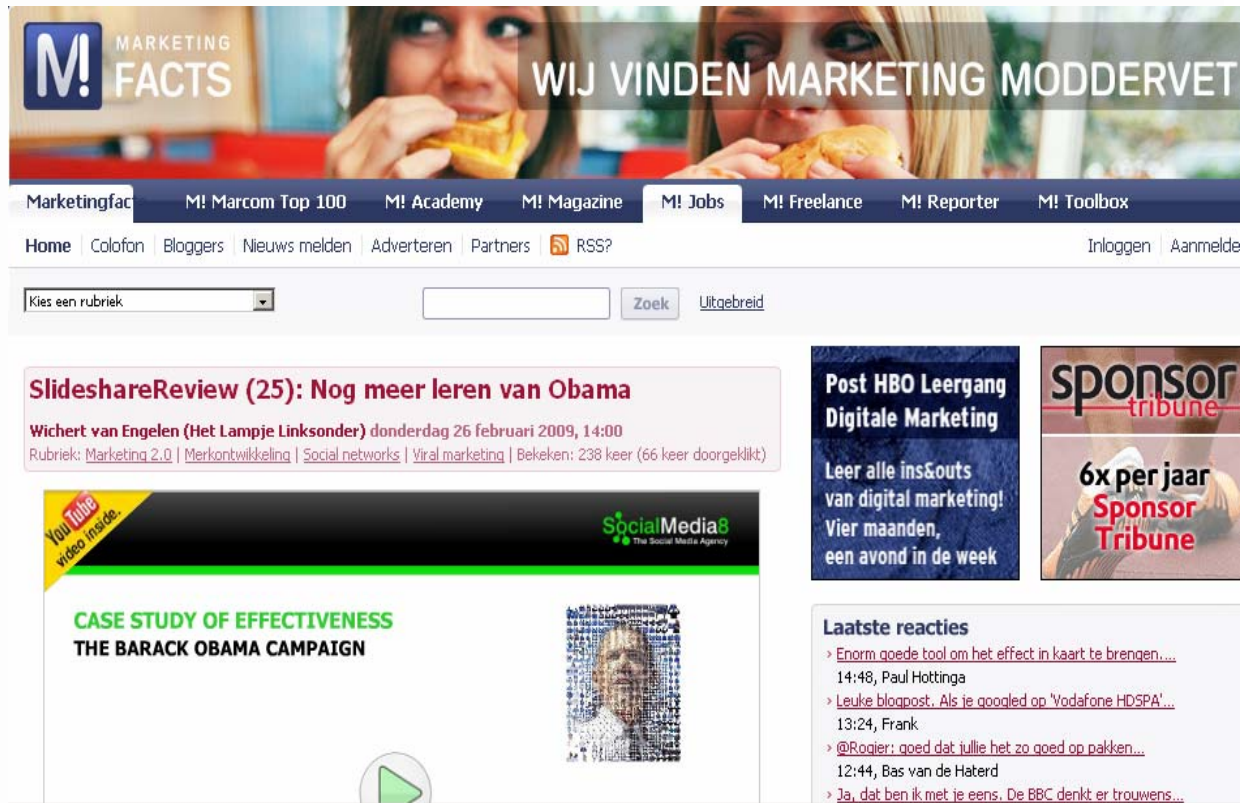 M! MARKETING
FACTS
WIJ VINDEN MARKETING MODDERVET
Marketingfac M! Marcom Top 100 M! Academy M! Magazine M! Jobs M! Freelance M! Reporter M! Toolbox
Home Colofon Bloggers Nieuws melden Adverteren Partners RSS?
Inloggen Aanmelde
Kies een rubriek
Zoek Uitgebreid
SlideshareReview (25): Nog meer leren van Obama
Wichert van Engelen (Het Lampje Linksonder) donderdag 26 februari 2009, 14:00
Rubriek: Marketing 2.0 | Merkontwikkeling | Social networks | Viral marketing | Bekeken: 238 keer (66 keer doorgeklikt)
YouTube
video inside.
SocialMedia8
The Social Media Agency
CASE STUDY OF EFFECTIVENESS
THE BARACK OBAMA CAMPAIGN
Post HBO Leergang
Digitale Marketing
Leer alle ins&outs
van digital marketing!
Vier maanden,
een avond in de week
sponsor
tribune
6x per jaar
Sponsor
Tribune
Laatste reacties
› Enorm goede tool om het effect in kaart te brengen....
14:48, Paul Hottinga
› Leuke blogpost. Als je googled op 'Vodafone HDSPA'...
13:24, Frank
› @Rogier: goed dat jullie het zo goed op pakken...
12:44, Bas van de Haterd
› Ja, dat ben ik met je eens. De BBC denkt er trouwens...